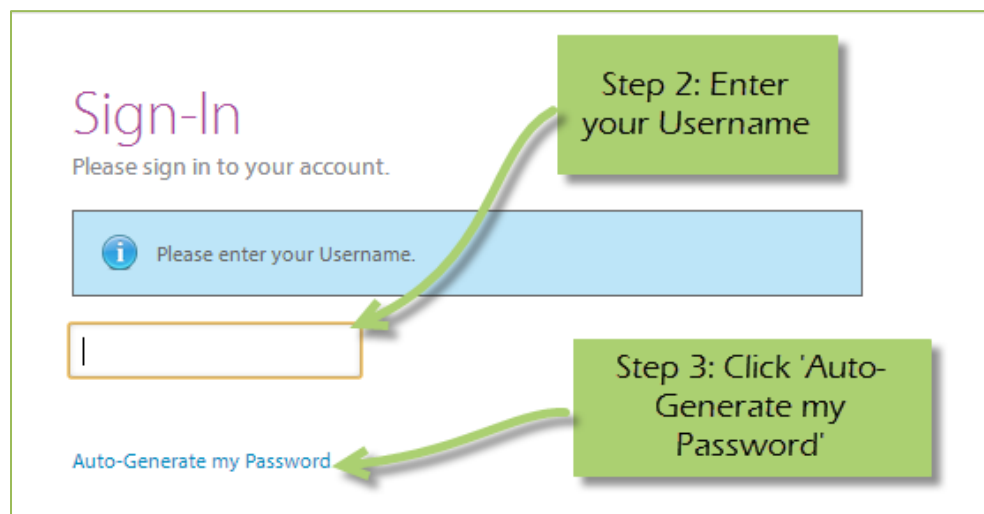 Step 2: Enter
your Username
Sign-In
Please sign in to your account.
Please enter your Username.
Step 3: Click 'Auto-
Generate my
Password'
Auto-Generate my Password